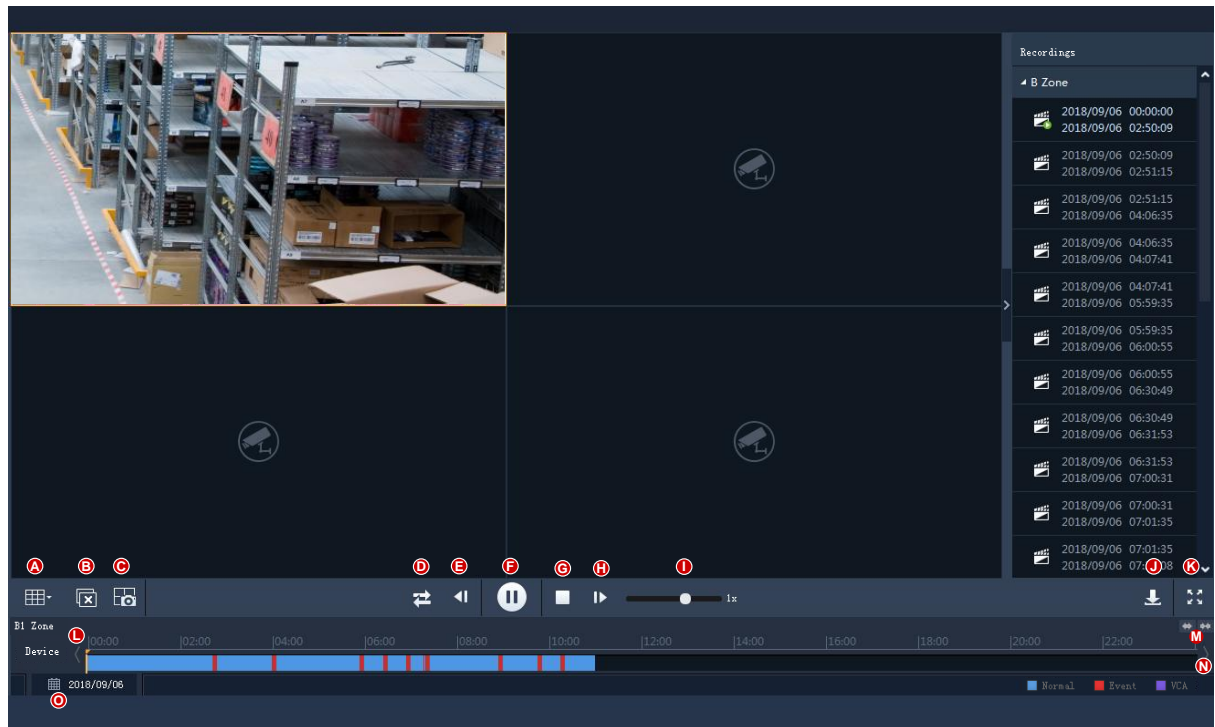 Recordings
B Zone
2018/09/06 00:00:00
2018/09/06 02:50:09
2018/09/06 02:50:09
2018/09/06 02:51:15
2018/09/06 02:51:15
2018/09/06 04:06:35
2018/09/06 04:06:35
2018/09/06 04:07:41
2018/09/06 04:07:41
2018/09/06 05:59:35
2018/09/06 05:59:35
2018/09/06 06:00:55
2018/09/06 06:00:55
2018/09/06 06:30:49
2018/09/06 06:30:49
2018/09/06 06:31:53
2018/09/06 06:31:53
2018/09/06 07:00:31
2018/09/06 07:00:31
2018/09/06 07:01:35
2018/09/06 07:01:35
2018/09/06
A B C D E F G H I J K
1x
B1 Zone
L 00:00 02:00 04:00 06:00 08:00 10:00 12:00 14:00 16:00 18:00 20:00 22:00 M
Device N
2018/09/06 Normal Event VCA
O